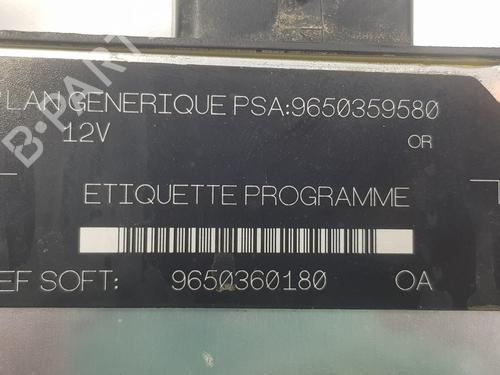 PLAN GENERIQUE PSA:9650359580
12V OR
ETIQUETTE PROGRAMME
EF SOFT: 9650360180 OA
B-PARTS